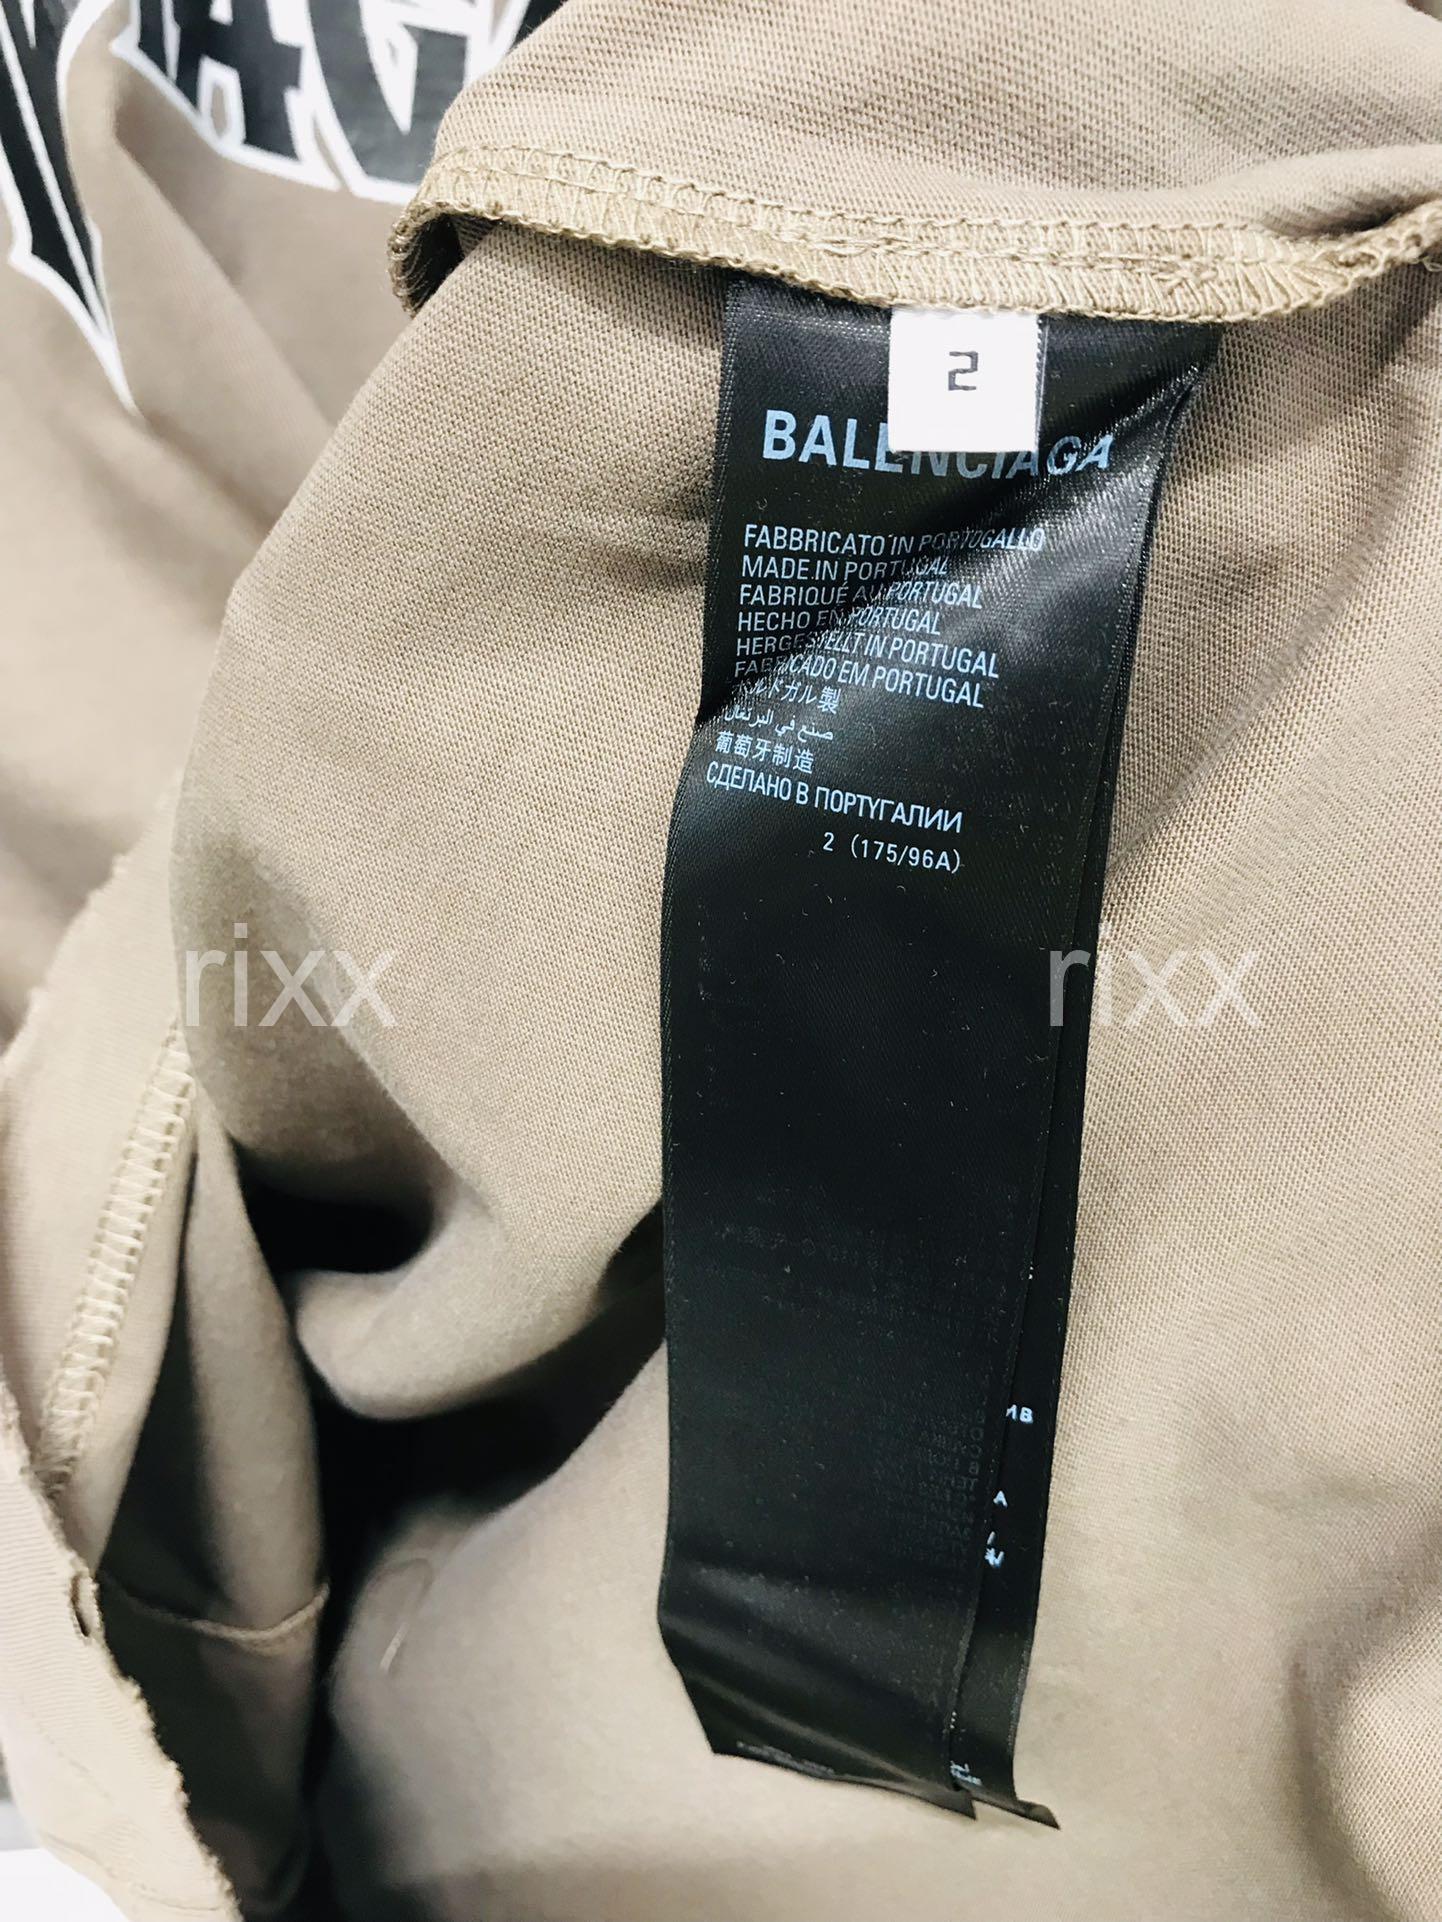 AG
2
BALENCIAGA
FABBRICATO IN PORTOGALLO
MADE IN PORTUGAL
FABRIQUÉ AU PORTUGAL
HECHO EN PORTUGAL
HERGESTELLT IN PORTUGAL
FABRICADO EM PORTUGAL
ポルトガル製
صنع في البرتغال
葡萄牙制造
СДЕЛАНО В ПОРТУГАЛИИ
2 (175/96A)
rixx rixx